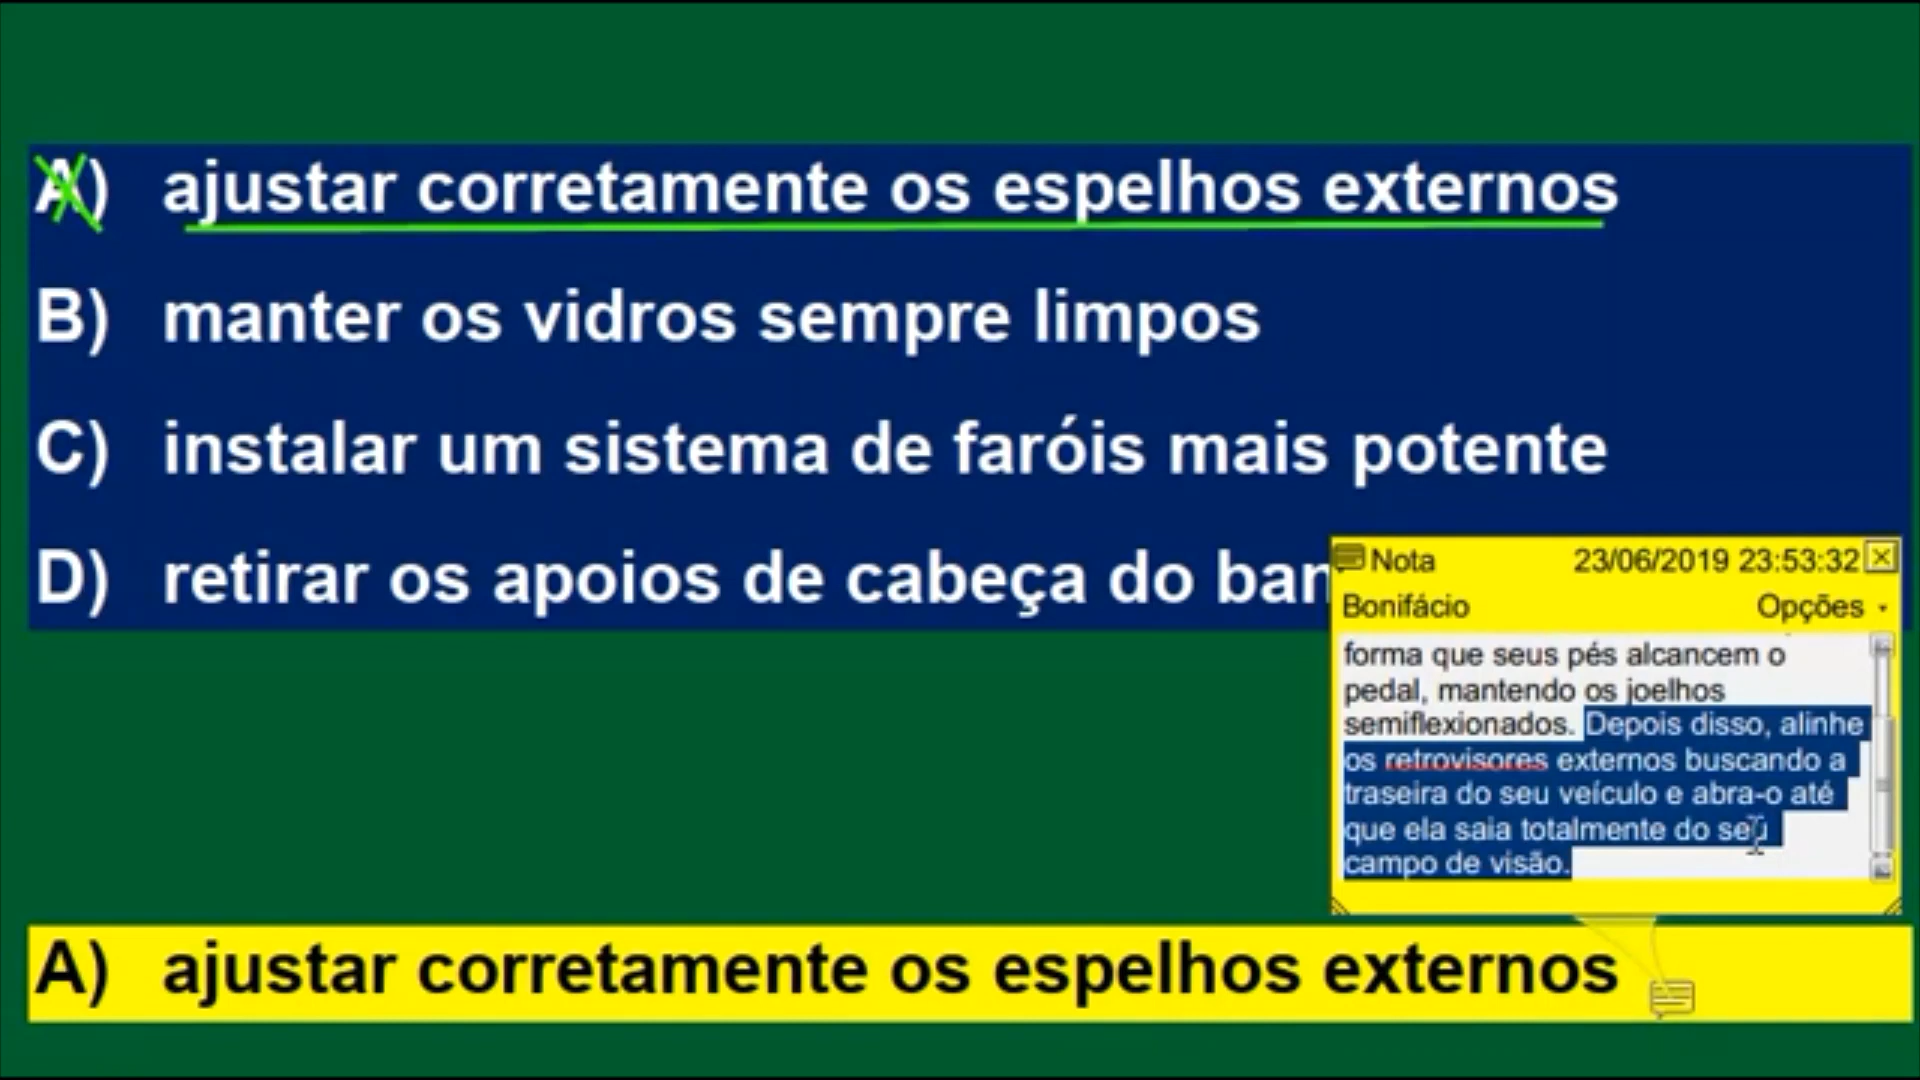 A) ajustar corretamente os espelhos externos
B) manter os vidros sempre limpos
C) instalar um sistema de faróis mais potente
D) retirar os apoios de cabeça do ban
Nota 23/06/2019 23:53:32
Bonifácio Opções
forma que seus pés alcancem o
pedal, mantendo os joelhos
semiflexionados. Depois disso, alinhe
os retrovisores externos buscando a
traseira do seu veículo e abra-o até
que ela saia totalmente do seu
campo de visão.
A) ajustar corretamente os espelhos externos